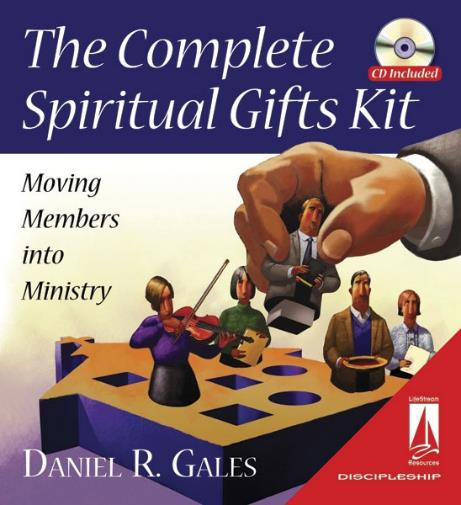 The Complete
Spiritual Gifts Kit
CD Included
Moving
Members
into
Ministry
DANIEL R. GALES
LifeStream
Resources
DISCIPLESHIP